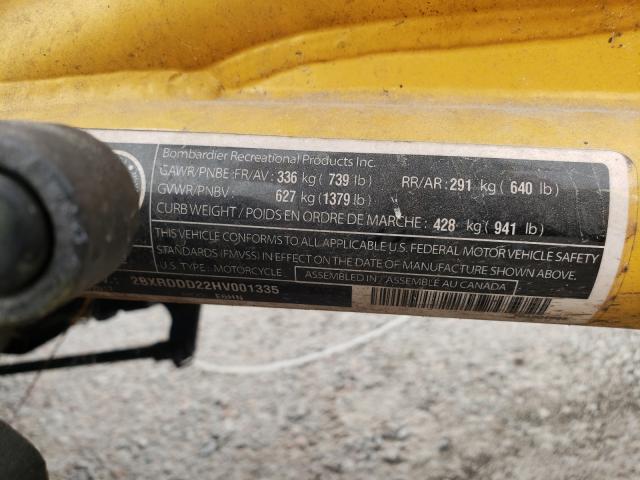 Bombardier Recreational Products Inc.
GAWR/PNBE : FR/AV : 336 kg ( 739 lb) RR/AR : 291 kg ( 640 lb)
GVWR/PNBV : 627 kg ( 1379 lb)
CURB WEIGHT / POIDS EN ORDRE DE MARCHE : 428 kg ( 941 lb)
THIS VEHICLE CONFORMS TO ALL APPLICABLE U.S. FEDERAL MOTOR VEHICLE SAFETY
STANDARDS (FMVSS) IN EFFECT ON THE DATE OF MANUFACTURE SHOWN ABOVE.
U.S. TYPE : MOTORCYCLE ASSEMBLED IN / ASSEMBLE AU CANADA
2BXRDDD22HV001335
E6HN